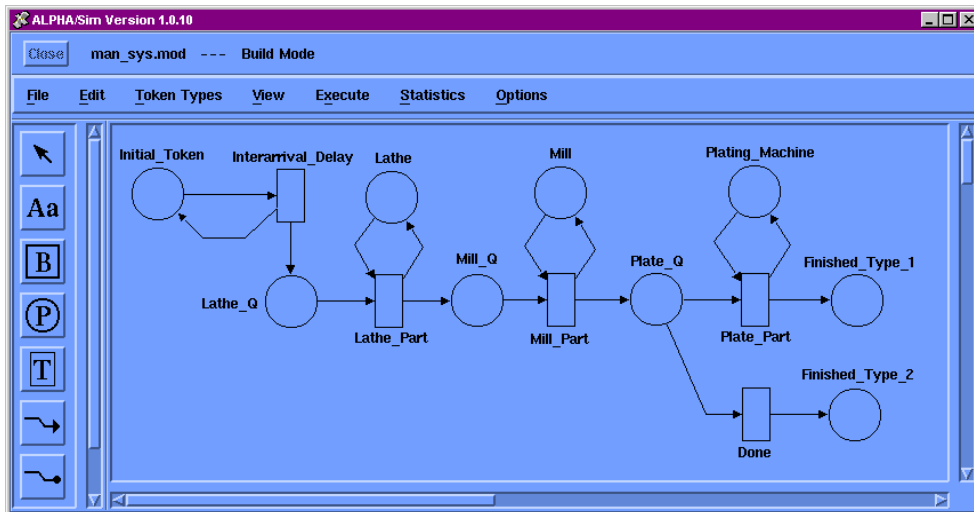 ALPHA/Sim Version 1.0.10
Close man_sys.mod --- Build Mode
File Edit Token Types View Execute Statistics Options
Initial_Token Interarrival_Delay Lathe Mill Plating_Machine
Aa
B
Lathe_Q Mill_Q Plate_Q Finished_Type_1
P
Lathe_Part Mill_Part Plate_Part
T
Finished_Type_2
Done